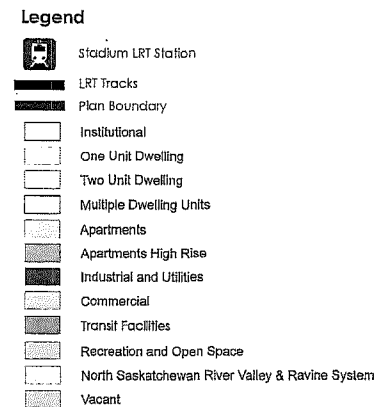 Legend
Stadium LRT Station
LRT Tracks
Plan Boundary
Institutional
One Unit Dwelling
Two Unit Dwelling
Multiple Dwelling Units
Apartments
Apartments High Rise
Industrial and Utilities
Commercial
Transit Facilities
Recreation and Open Space
North Saskatchewan River Valley & Ravine System
Vacant